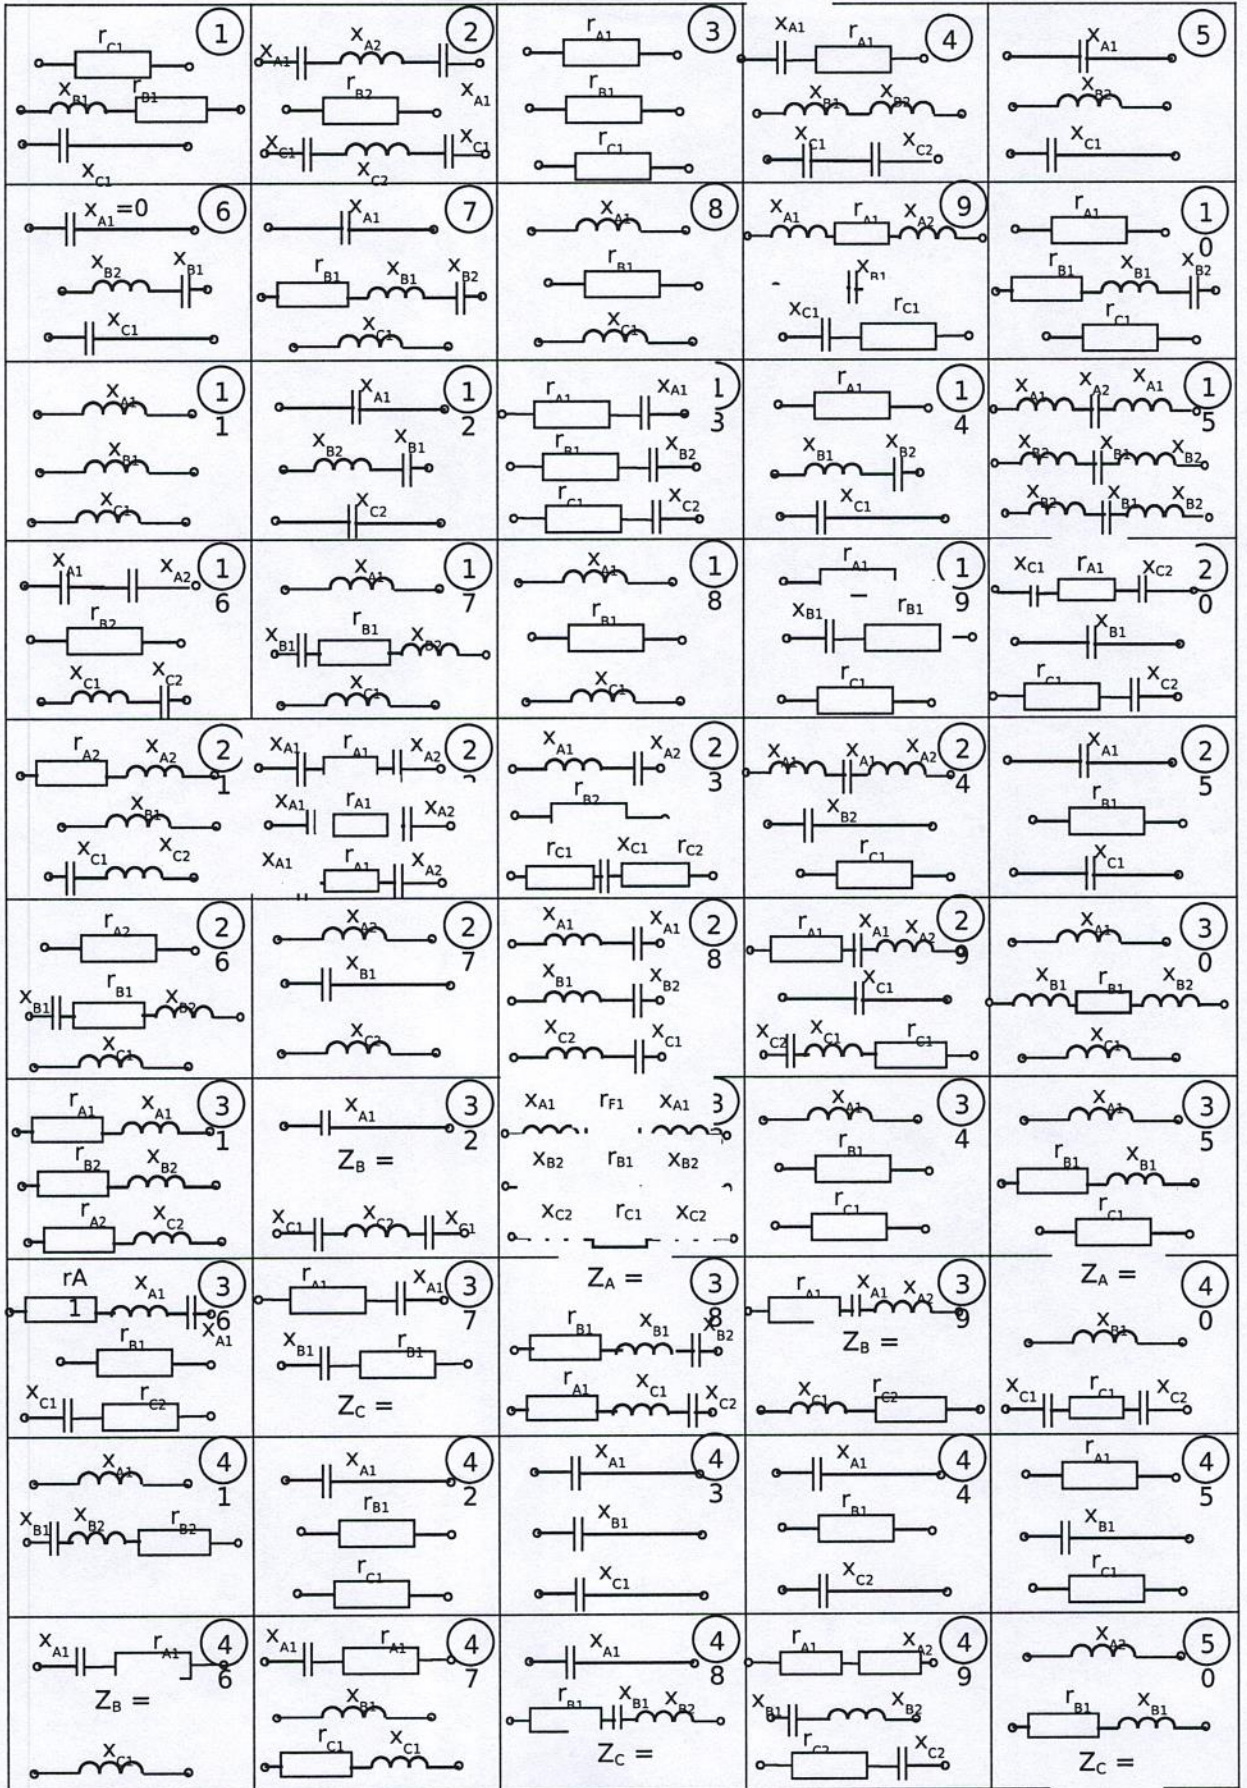 r_C1 1
x_B1 r_B1
x_C1
x_A1 x_A2 2
r_B2 x_A1
x_C1 x_C2 x_C1
r_A1 3
r_B1
r_C1
x_A1 r_A1 4
x_B1 x_B2
x_C1 x_C2
x_A1 5
x_B2
x_C1
x_A1 =0 6
x_B2 x_B1
x_C1
x_A1 7
r_B1 x_B1 x_B2
x_C1
x_A1 8
r_B1
x_C1
x_A1 r_A1 x_A2 9
x_B1
x_C1 r_C1
r_A1 10
r_B1 x_B1 x_B2
r_C1
x_A1 11
x_B1
x_C1
x_A1 12
x_B2 x_B1
x_C2
r_A1 x_A1 13
r_B1 x_B2
r_C1 x_C2
r_A1 14
x_B1 x_B2
x_C1
x_A1 x_A2 x_A1 15
x_B2 x_B1 x_B2
x_B2 x_B1 x_B2
x_A1 x_A2 16
r_B2
x_C1 x_C2
x_A1 17
x_B1 r_B1 x_B2
x_C1
x_A1 18
r_B1
x_C1
r_A1 19
x_B1 r_B1
r_C1
x_C1 r_A1 x_C2 20
x_B1
r_C1 x_C2
r_A2 x_A2 21
x_B1
x_C1 x_C2
x_A1 r_A1 x_A2 2
x_A1 r_A1 x_A2
x_A1 r_A1 x_A2
x_A1 x_A2 23
r_B2
r_C1 x_C1 r_C2
x_A1 x_A1 x_A2 24
x_B2
r_C1
x_A1 25
r_B1
x_C1
r_A2 26
x_B1 r_B1 x_B2
x_C1
x_A2 27
x_B1
x_C2
x_A1 x_A1 28
x_B1 x_B2
x_C2 x_C1
r_A1 x_A1 x_A2 29
x_C1
x_C2 x_C1 r_C1
x_A1 30
x_B1 r_B1 x_B2
x_C1
r_A1 x_A1 31
r_B2 x_B2
r_A2 x_C2
x_A1 32
Z_B =
x_C1 x_C2
x_A1 r_F1 x_A1 3
x_B2 r_B1 x_B2
x_C2 r_C1 x_C2
x_A1 34
r_B1
r_C1
x_A1 35
r_B1 x_B1
r_C1
rA 1 x_A1 x_A1 36
r_B1
x_C1 r_C2
r_A1 x_A1 37
x_B1 r_B1
Z_C =
Z_A = 38
r_B1 x_B1 x_B2
r_A1 x_C1 x_C2
r_A1 x_A1 x_A2 39
Z_B =
x_C1 r_C2
Z_A = 40
x_B1
x_C1 r_C1 x_C2
x_A1 41
x_B1 x_B2 r_B2
x_A1 42
r_B1
r_C1
x_A1 43
x_B1
x_C1
x_A1 44
r_B1
x_C2
r_A1 45
x_B1
r_C1
x_A1 r_A1 46
Z_B =
x_C1
x_A1 r_A1 47
x_B1
r_C1 x_C1
x_A1 48
r_B1 x_B1 x_B2
Z_C =
r_A1 x_A2 49
x_B1 x_B2
r_C2 x_C2
x_A2 50
r_B1 x_B1
Z_C =